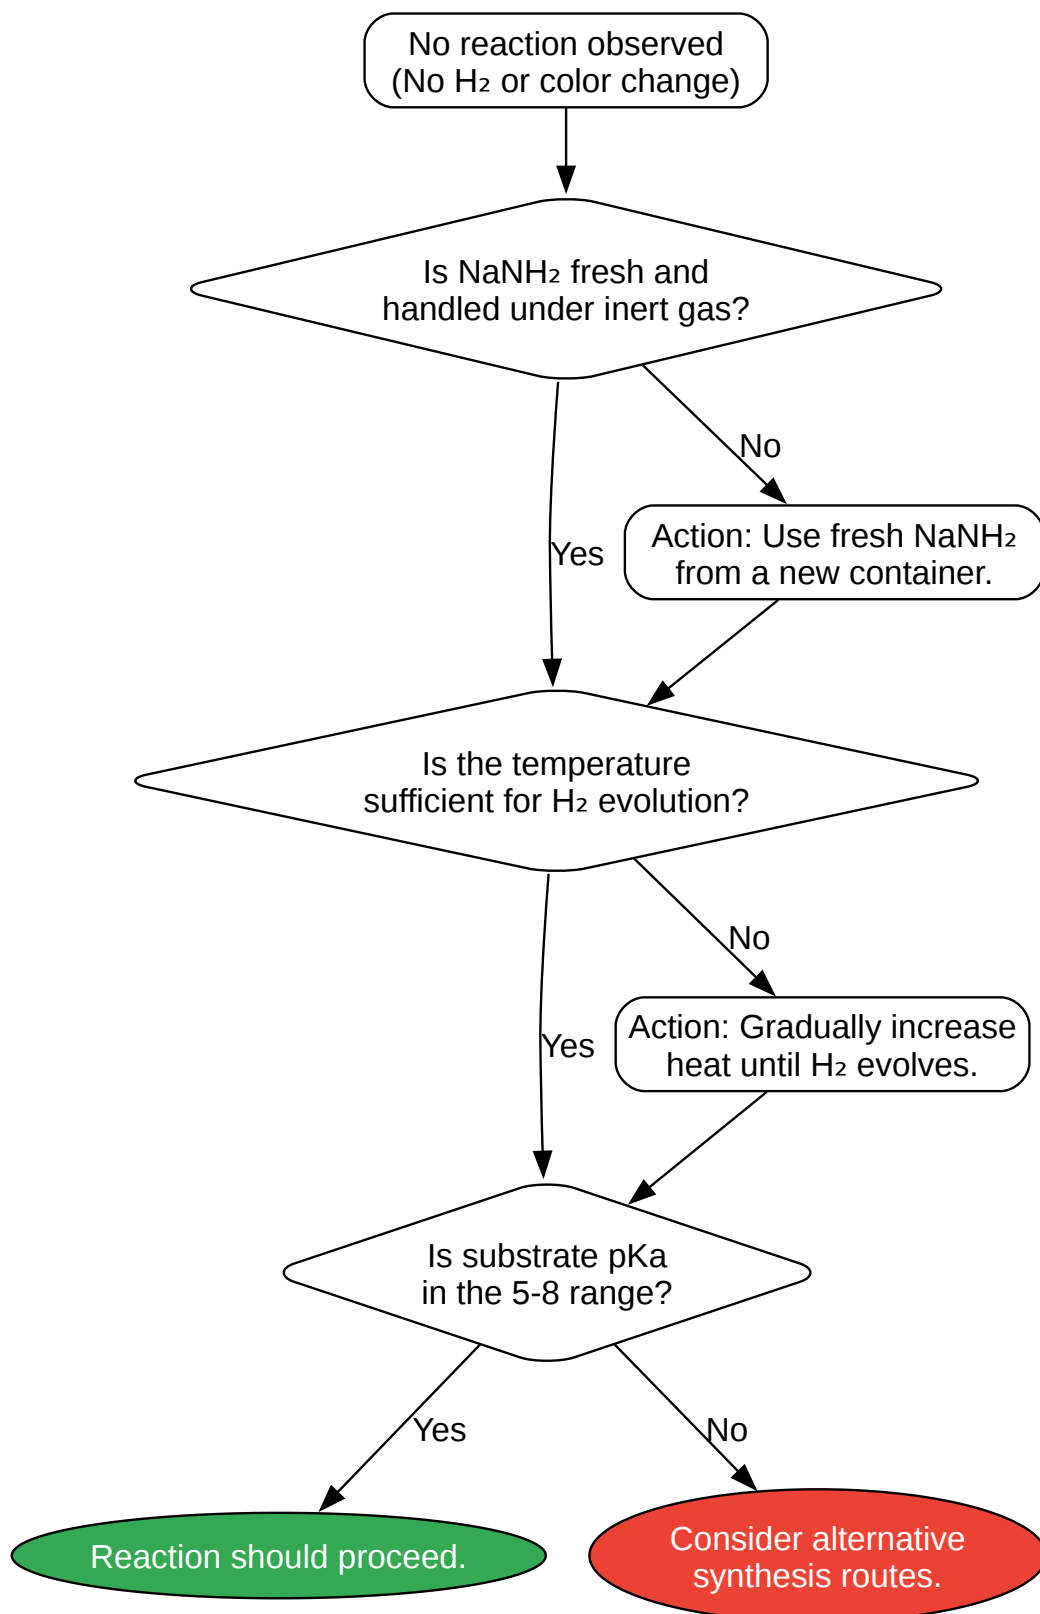 No reaction observed
(No H₂ or color change)
Is NaNH₂ fresh and
handled under inert gas?
No
Yes
Action: Use fresh NaNH₂
from a new container.
Is the temperature
sufficient for H₂ evolution?
No
Yes
Action: Gradually increase
heat until H₂ evolves.
Is substrate pKa
in the 5-8 range?
Yes
No
Reaction should proceed.
Consider alternative
synthesis routes.